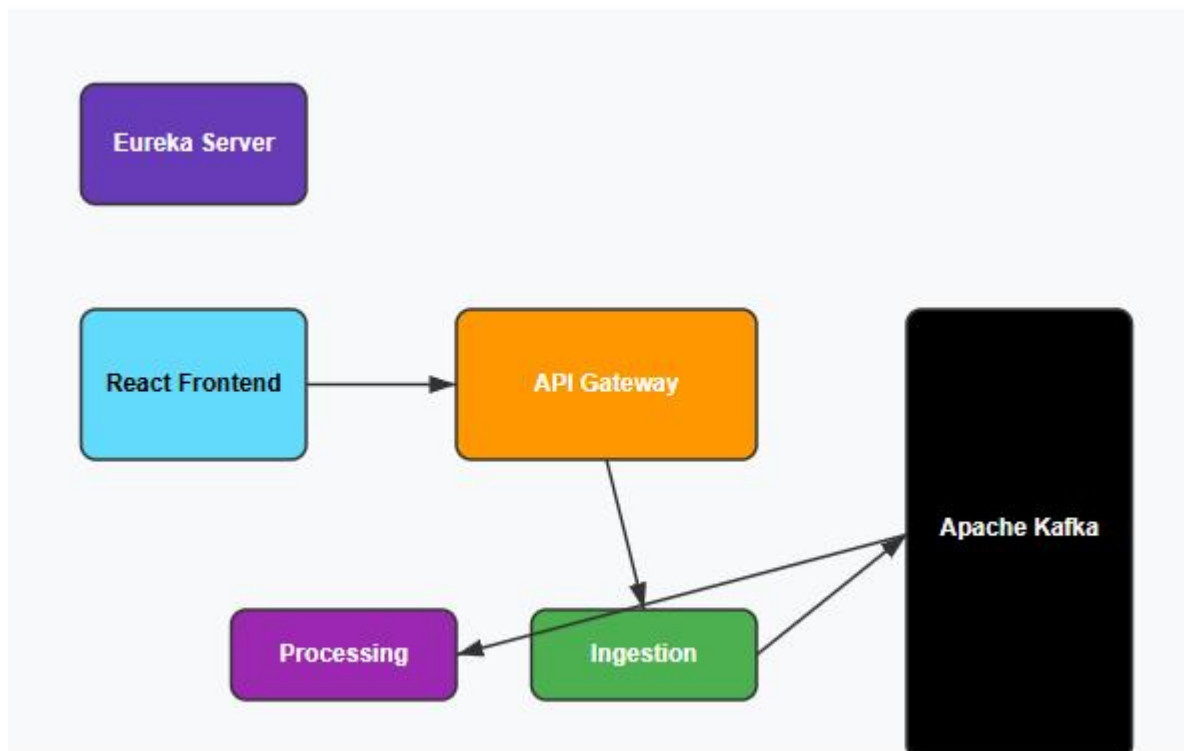 Eureka Server
React Frontend
API Gateway
Apache Kafka
Processing
Ingestion